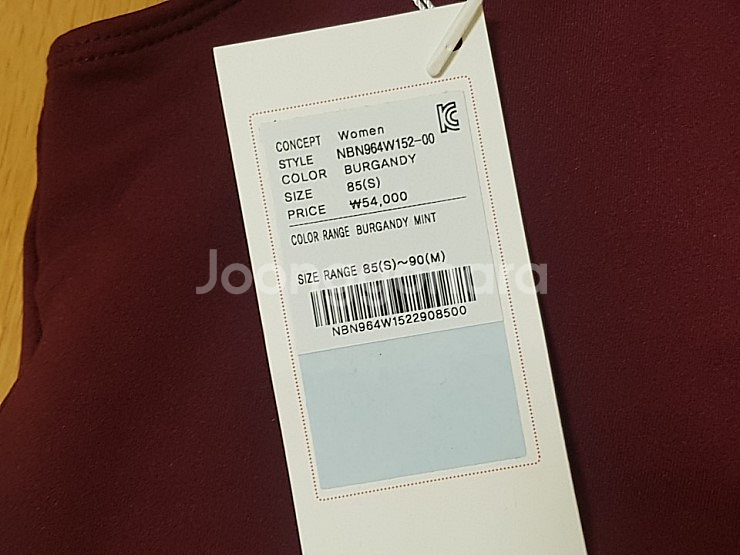 CONCEPT Women
STYLE NBN964W152-00
COLOR BURGANDY
SIZE 85(S)
PRICE ₩54,000
COLOR RANGE BURGANDY MINT
SIZE RANGE 85(S)~90(M)
Joonggonara
NBN964W1522908500